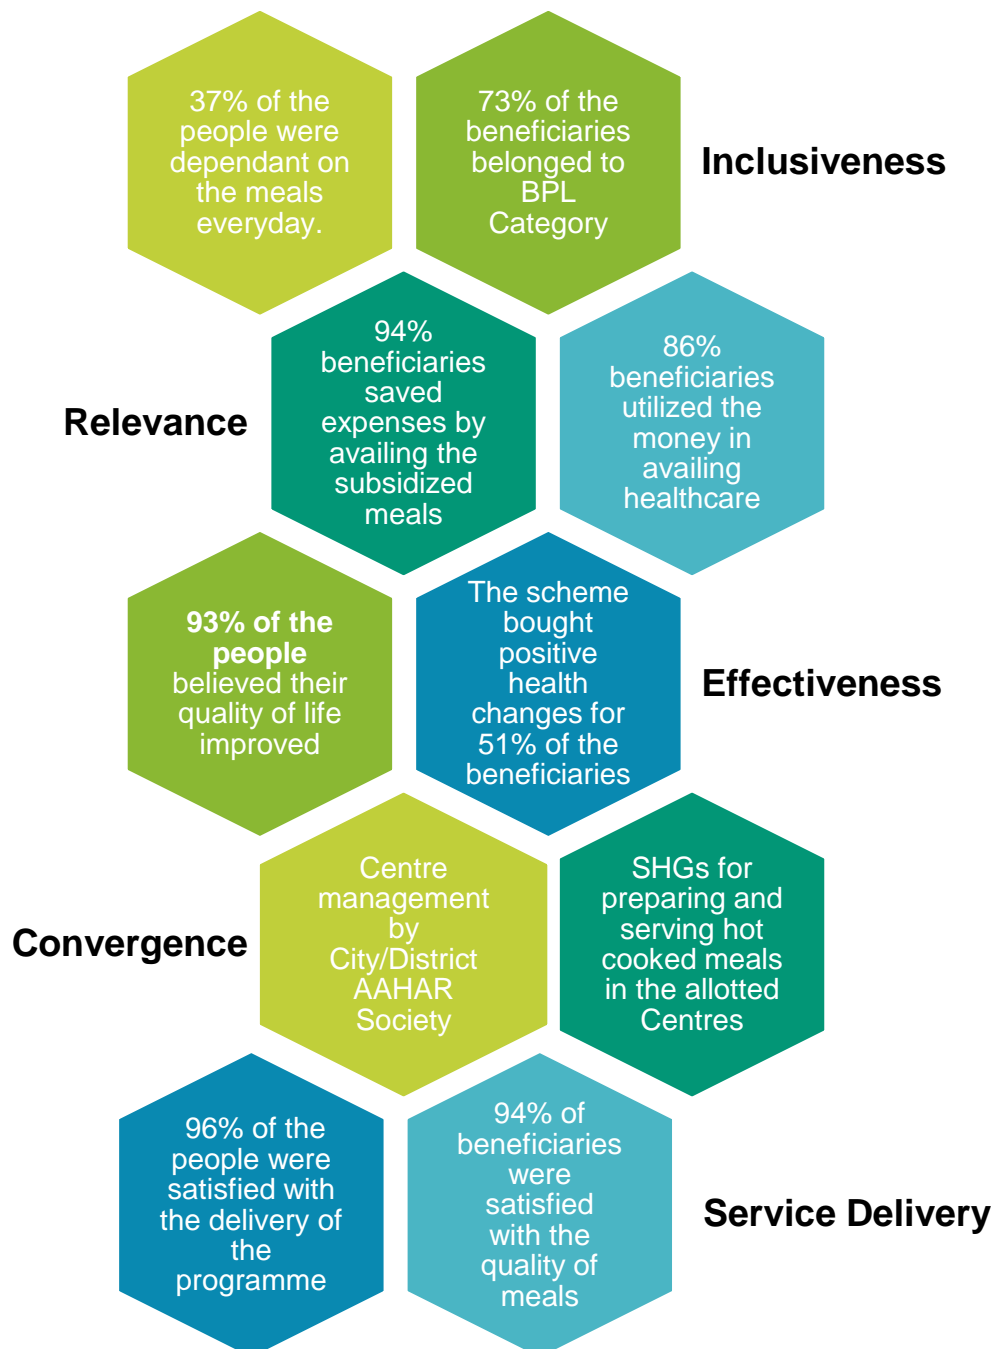 37% of the
people were
dependant on
the meals
everyday.
73% of the
beneficiaries
belonged to
BPL
Category
Inclusiveness
Relevance
94%
beneficiaries
saved
expenses by
availing the
subsidized
meals
86%
beneficiaries
utilized the
money in
availing
healthcare
93% of the
people
believed their
quality of life
improved
The scheme
bought
positive
health
changes for
51% of the
beneficiaries
Effectiveness
Convergence
Centre
management
by
City/District
AAHAR
Society
SHGs for
preparing and
serving hot
cooked meals
in the allotted
Centres
96% of the
people were
satisfied with
the delivery of
the
programme
94% of
beneficiaries
were
satisfied
with the
quality of
meals
Service Delivery